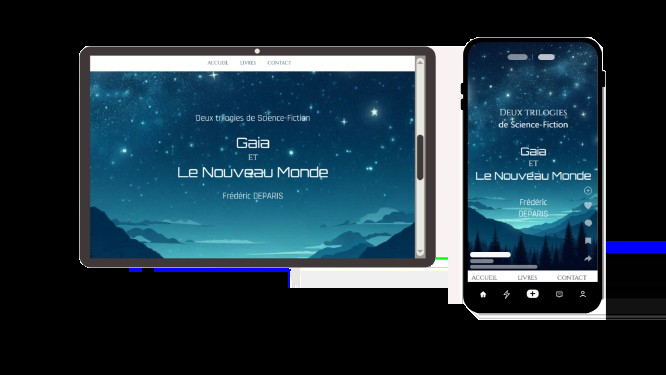 ACCUEIL LIVRES CONTACT
Deux trilogies de Science-Fiction
Gaia
ET
Le Nouveau Monde
Frédéric DEPARIS
Deux trilogies
de Science-Fiction
Gaia
ET
Le Nouveau Monde
Frédéric
DEPARIS
ACCUEIL LIVRES CONTACT